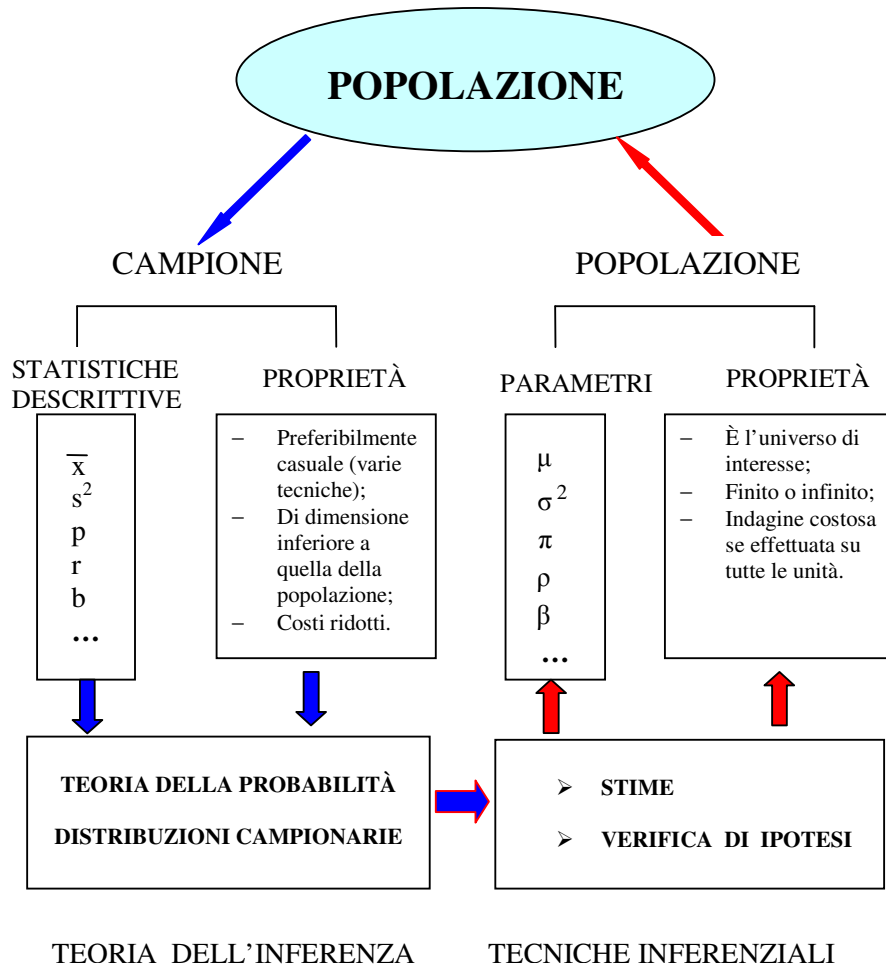 POPOLAZIONE
CAMPIONE
POPOLAZIONE
STATISTICHE
DESCRITTIVE
PROPRIETÀ
PARAMETRI
PROPRIETÀ
x̅
s²
p
r
b
...
– Preferibilmente
casuale (varie
tecniche);
– Di dimensione
inferiore a
quella della
popolazione;
– Costi ridotti.
μ
σ²
π
ρ
β
...
– È l’universo di
interesse;
– Finito o infinito;
– Indagine costosa
se effettuata su
tutte le unità.
TEORIA DELLA PROBABILITÀ
DISTRIBUZIONI CAMPIONARIE
➢ STIME
➢ VERIFICA DI IPOTESI
TEORIA DELL’INFERENZA
TECNICHE INFERENZIALI